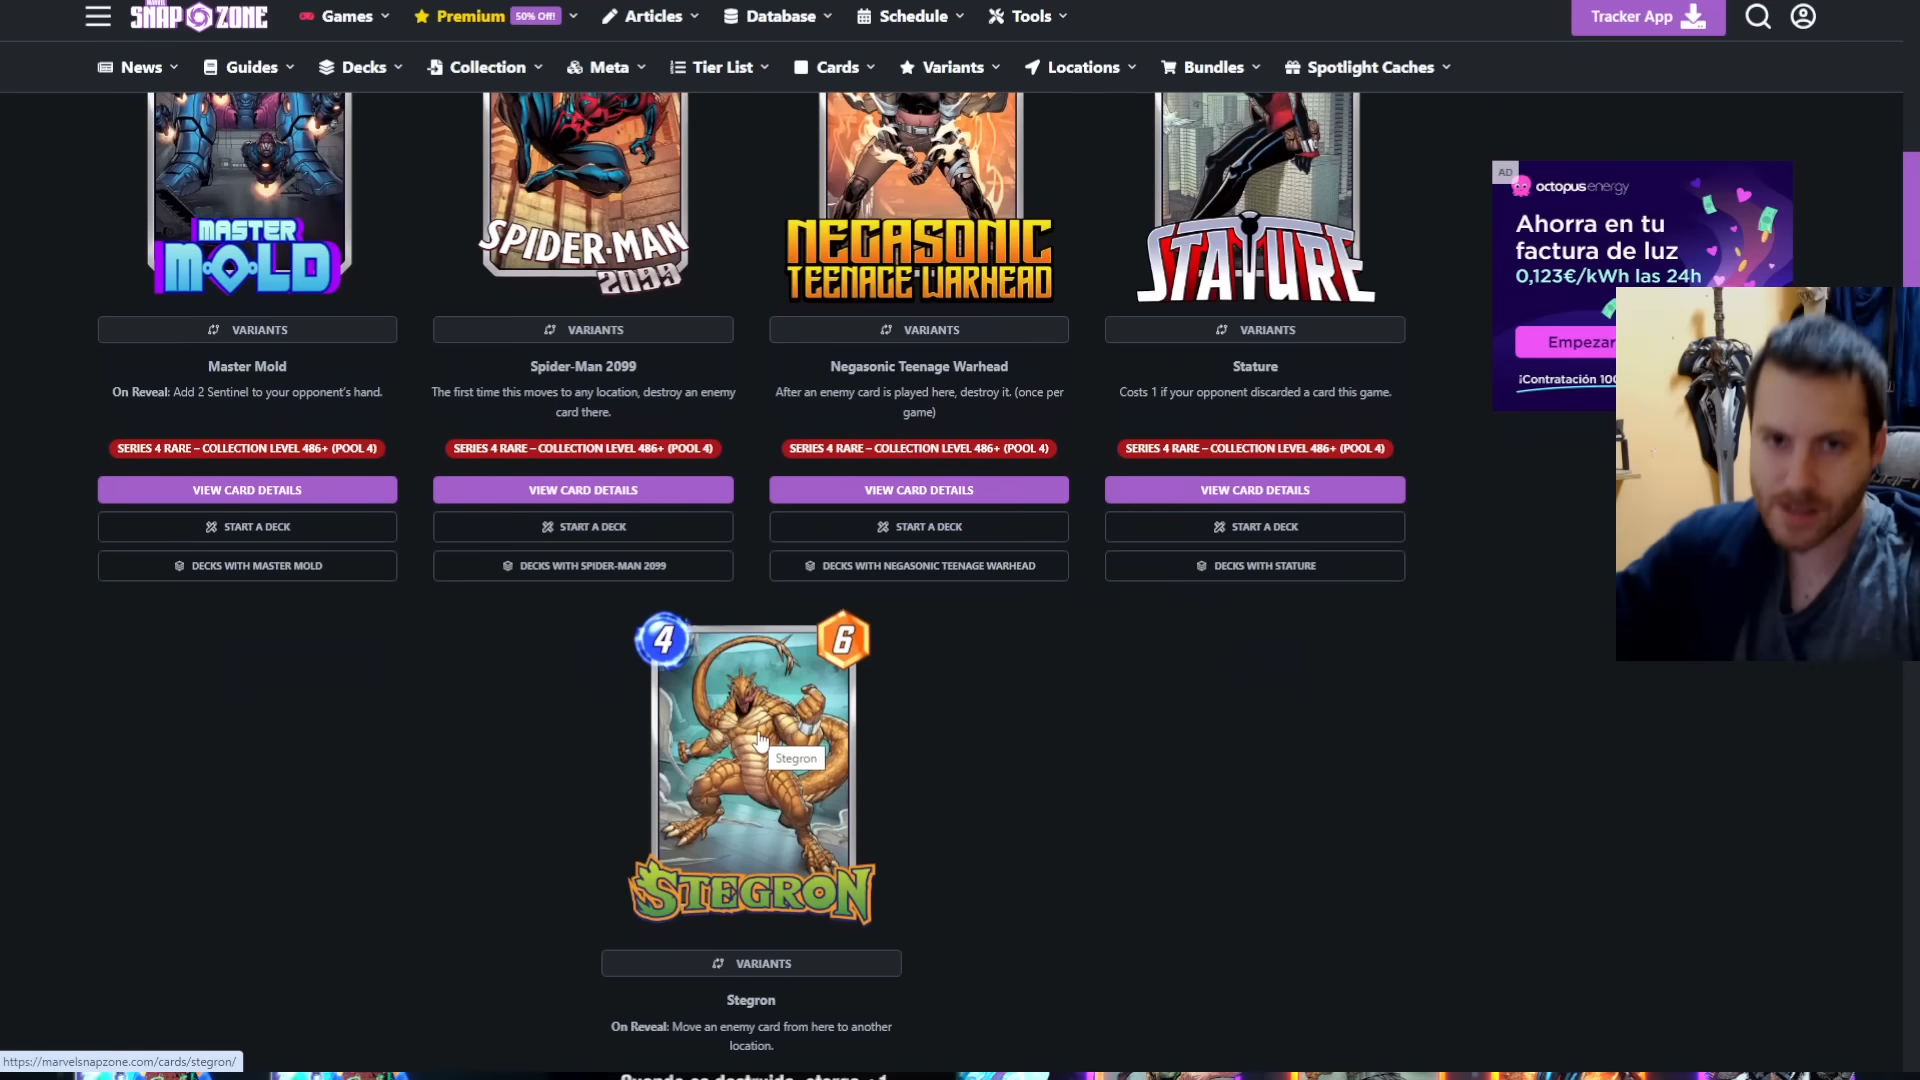 MARVEL
SNAP ZONE
Games
Premium 50% Off!
Articles
Database
Schedule
Tools
Tracker App
News
Guides
Decks
Collection
Meta
Tier List
Cards
Variants
Locations
Bundles
Spotlight Caches
MASTER
MOLD
SPIDER-MAN
2099
NEGASONIC
TEENAGE WARHEAD
STATURE
VARIANTS
VARIANTS
VARIANTS
VARIANTS
Master Mold
On Reveal: Add 2 Sentinel to your opponent's hand.
SERIES 4 RARE – COLLECTION LEVEL 486+ (POOL 4)
VIEW CARD DETAILS
START A DECK
DECKS WITH MASTER MOLD
Spider-Man 2099
The first time this moves to any location, destroy an enemy
card there.
SERIES 4 RARE – COLLECTION LEVEL 486+ (POOL 4)
VIEW CARD DETAILS
START A DECK
DECKS WITH SPIDER-MAN 2099
Negasonic Teenage Warhead
After an enemy card is played here, destroy it. (once per
game)
SERIES 4 RARE – COLLECTION LEVEL 486+ (POOL 4)
VIEW CARD DETAILS
START A DECK
DECKS WITH NEGASONIC TEENAGE WARHEAD
Stature
Costs 1 if your opponent discarded a card this game.
SERIES 4 RARE – COLLECTION LEVEL 486+ (POOL 4)
VIEW CARD DETAILS
START A DECK
DECKS WITH STATURE
AD
octopusenergy
Ahorra en tu
factura de luz
0,123€/kWh las 24h
Empezar
¡Contratación 100
4
6
Stegron
STEGRON
VARIANTS
Stegron
On Reveal: Move an enemy card from here to another
location.
https://marvelsnapzone.com/cards/stegron/